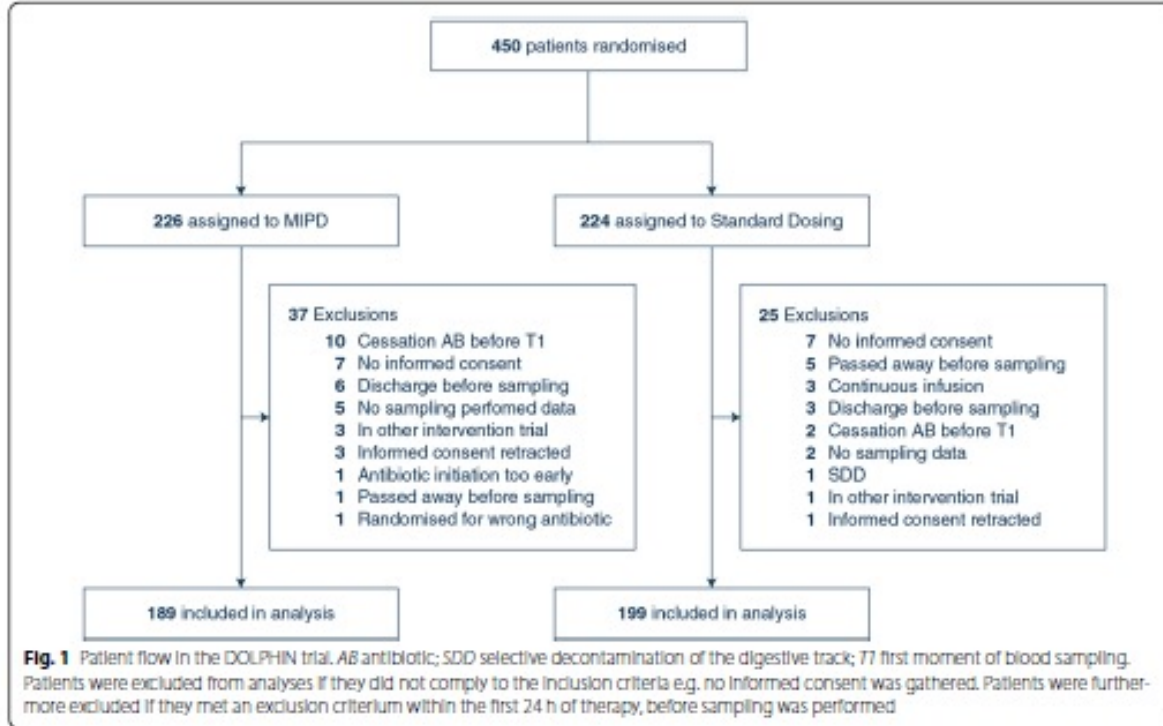 450 patients randomised
226 assigned to MIPD
224 assigned to Standard Dosing
37 Exclusions
10 Cessation AB before T1
7 No informed consent
6 Discharge before sampling
5 No sampling perfomed data
3 In other intervention trial
3 Informed consent retracted
1 Antibiotic initiation too early
1 Passed away before sampling
1 Randomised for wrong antibiotic
25 Exclusions
7 No informed consent
5 Passed away before sampling
3 Continuous infusion
3 Discharge before sampling
2 Cessation AB before T1
2 No sampling data
1 SDD
1 In other intervention trial
1 Informed consent retracted
189 included in analysis
199 included in analysis
Fig. 1 Patient flow in the DOLPHIN trial. AB antibiotic; SDD selective decontamination of the digestive track; T1 first moment of blood sampling.
Patients were excluded from analyses if they did not comply to the inclusion criteria e.g. no informed consent was gathered. Patients were further-
more excluded if they met an exclusion criterium within the first 24 h of therapy, before sampling was performed